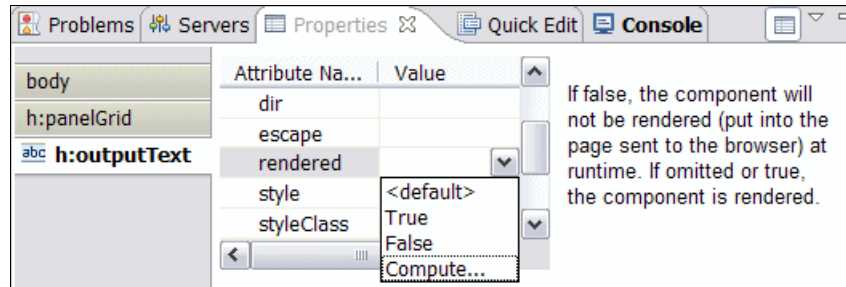 Problems Servers Properties Quick Edit Console
body
h:panelGrid
abc h:outputText
Attribute Na... Value
dir
escape
rendered
style
styleClass
<default>
True
False
Compute...
If false, the component will
not be rendered (put into the
page sent to the browser) at
runtime. If omitted or true,
the component is rendered.